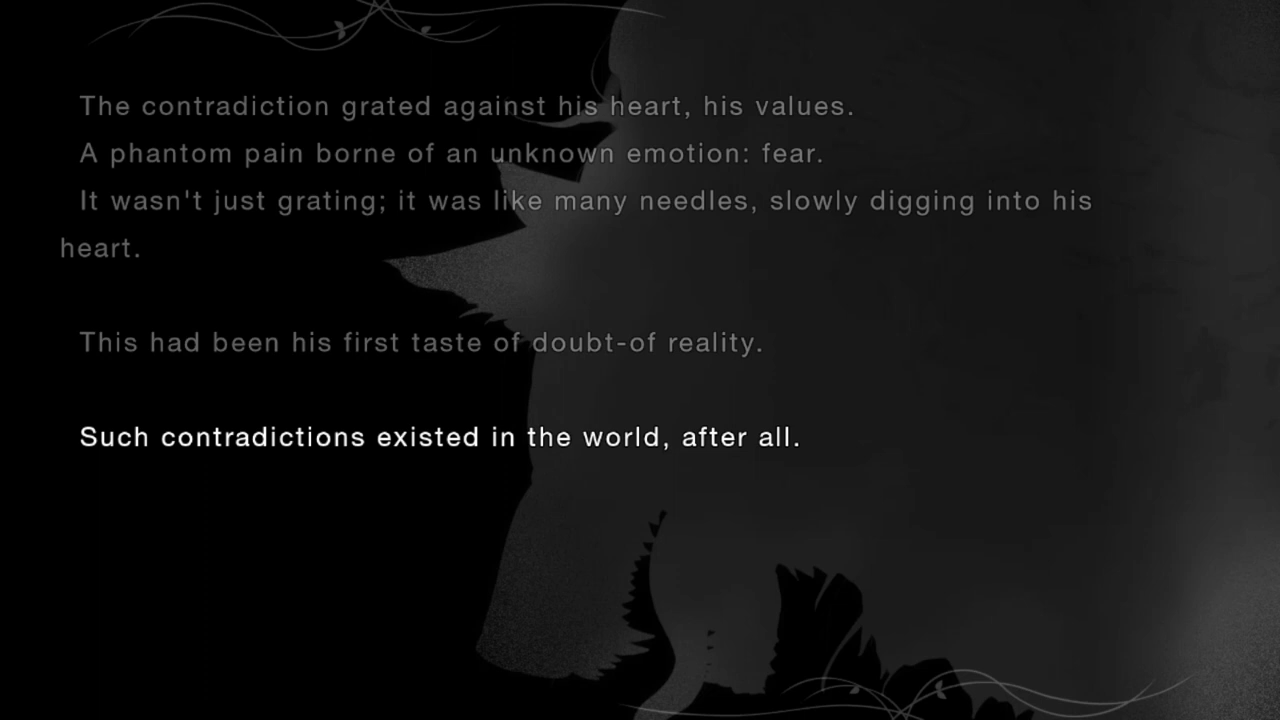 The contradiction grated against his heart, his values.
A phantom pain borne of an unknown emotion: fear.
It wasn't just grating; it was like many needles, slowly digging into his
heart.
This had been his first taste of doubt-of reality.
Such contradictions existed in the world, after all.